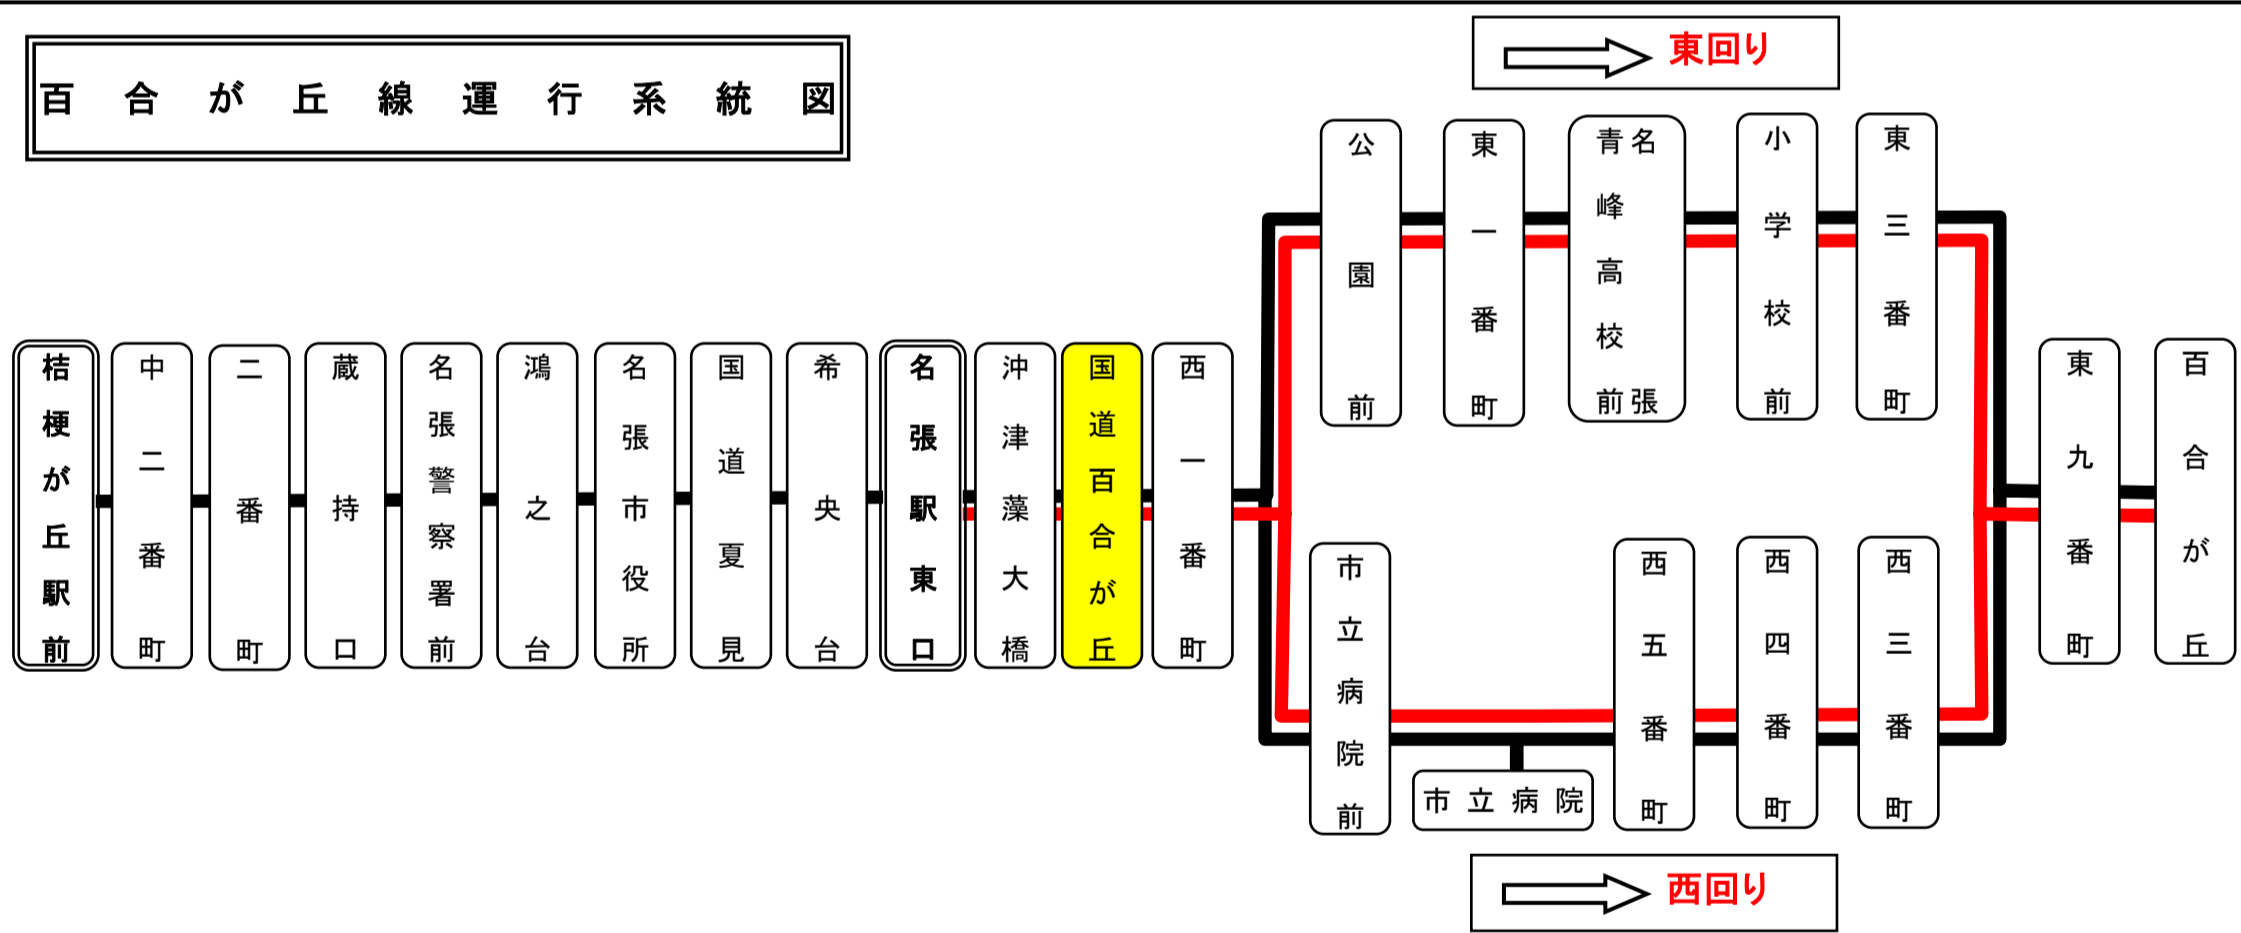 百合が丘線運行系統図
東回り
公園前
東一番町
名張
青峰高校前
小学校前
東三番町
桔梗が丘駅前
中二番町
二番町
蔵持口
名張警察署前
鴻之台
名張市役所
国道夏見
希央台
名張駅東口
沖津藻大橋
国道百合が丘
西一番町
東九番町
百合が丘
市立病院前
市立病院
西五番町
西四番町
西三番町
西回り